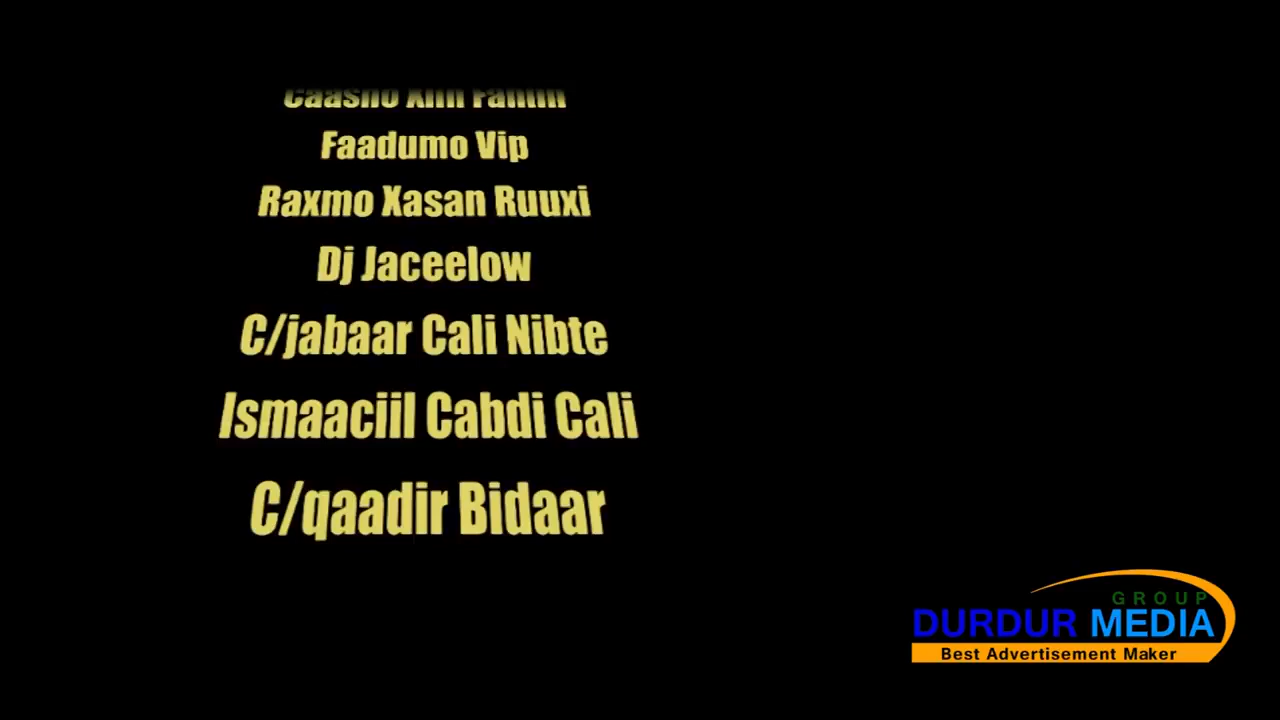 Caasho
Faadumo Vip
Raxmo Xasan Ruuxi
Dj Jaceelow
C/jabaar Cali Nibte
Ismaaciil Cabdi Cali
C/qaadir Bidaar
GROUP
DURDUR MEDIA
Best Advertisement Maker